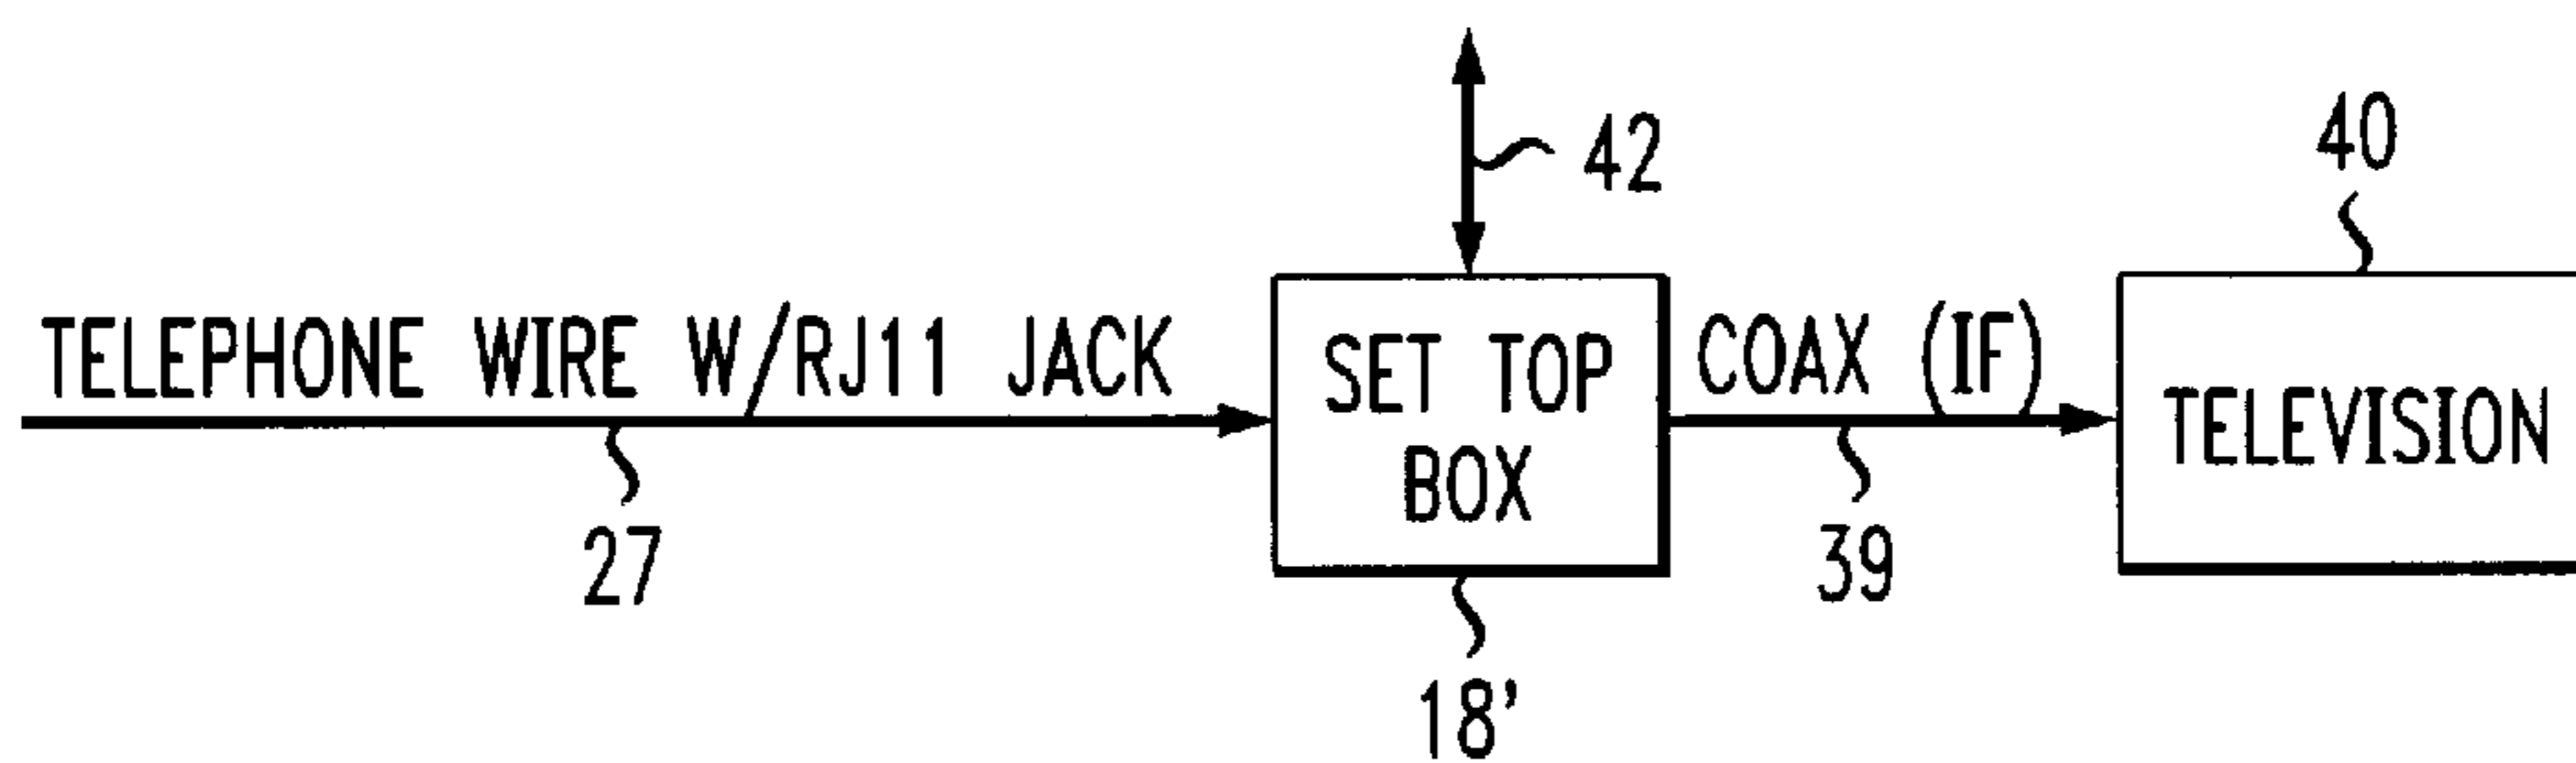 42
40
TELEPHONE WIRE W/RJ11 JACK
SET TOP
BOX
COAX (IF)
TELEVISION
27
39
18'